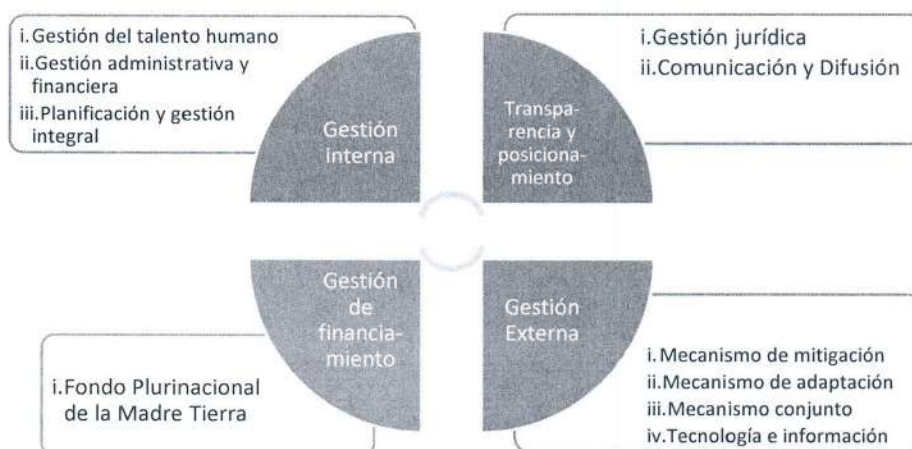 i.Gestión del talento humano
ii.Gestión administrativa y
financiera
iii.Planificación y gestión
integral
Gestión
interna
Transpa-
rencia y
posiciona-
miento
i.Gestión jurídica
ii.Comunicación y Difusión
Gestión
de
financia-
miento
i.Fondo Plurinacional
de la Madre Tierra
Gestión
Externa
i.Mecanismo de mitigación
ii.Mecanismo de adaptación
iii.Mecanismo conjunto
iv.Tecnología e información